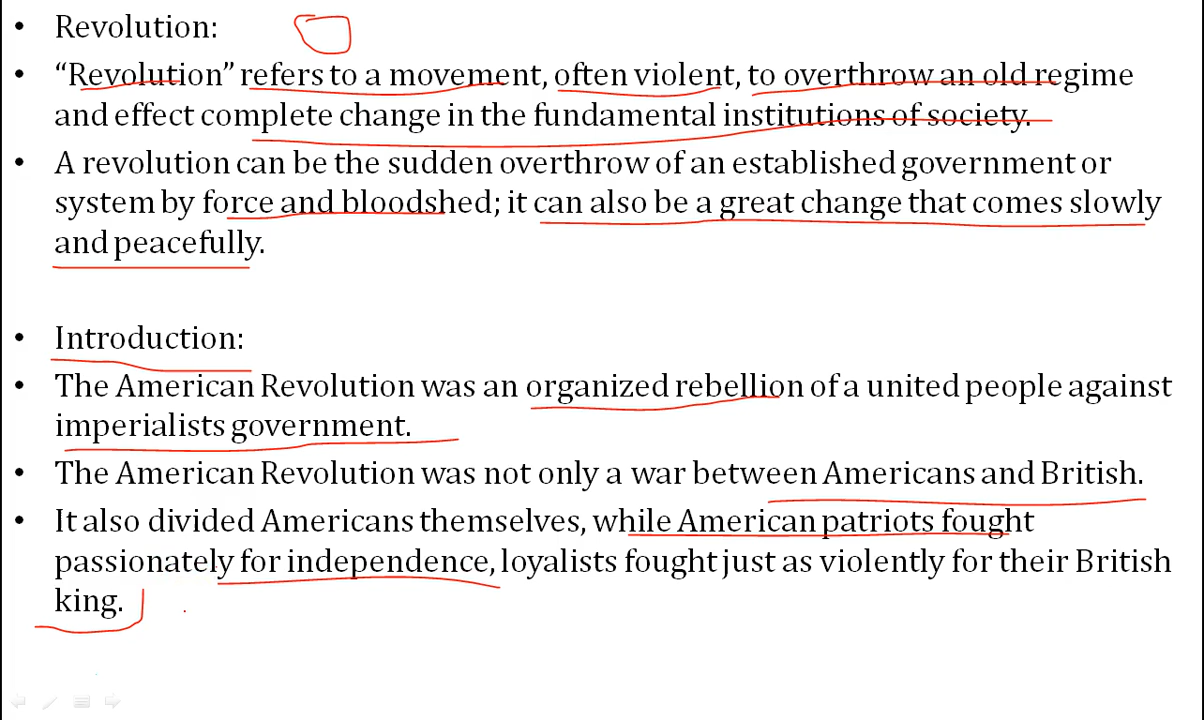 • Revolution:
• “Revolution” refers to a movement, often violent, to overthrow an old regime
and effect complete change in the fundamental institutions of society.
• A revolution can be the sudden overthrow of an established government or
system by force and bloodshed; it can also be a great change that comes slowly
and peacefully.
• Introduction:
• The American Revolution was an organized rebellion of a united people against
imperialists government.
• The American Revolution was not only a war between Americans and British.
• It also divided Americans themselves, while American patriots fought
passionately for independence, loyalists fought just as violently for their British
king.